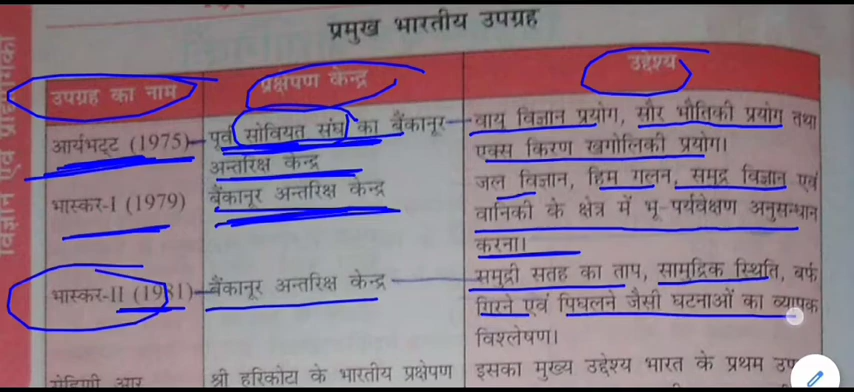 प्रमुख भारतीय उपग्रह
उपग्रह का नाम
प्रक्षेपण केन्द्र
उद्देश्य
आर्यभट्ट (1975)
पूर्व सोवियत संघ का बैंकानूर
अन्तरिक्ष केन्द्र
वायु विज्ञान प्रयोग, सौर भौतिकी प्रयोग तथा
एक्स किरण खगोलिकी प्रयोग।
भास्कर-I (1979)
बैंकानूर अन्तरिक्ष केन्द्र
जल विज्ञान, हिम गलन, समुद्र विज्ञान एवं
वानिकी के क्षेत्र में भू-पर्यवेक्षण अनुसन्धान
करना।
भास्कर-II (1981)
बैंकानूर अन्तरिक्ष केन्द्र
समुद्री सतह का ताप, सामुद्रिक स्थिति, बर्फ
गिरने एवं पिघलने जैसी घटनाओं का व्यापक
विश्लेषण।
श्री हरिकोटा के भारतीय प्रक्षेपण
इसका मुख्य उद्देश्य भारत के प्रथम
विज्ञान एवं